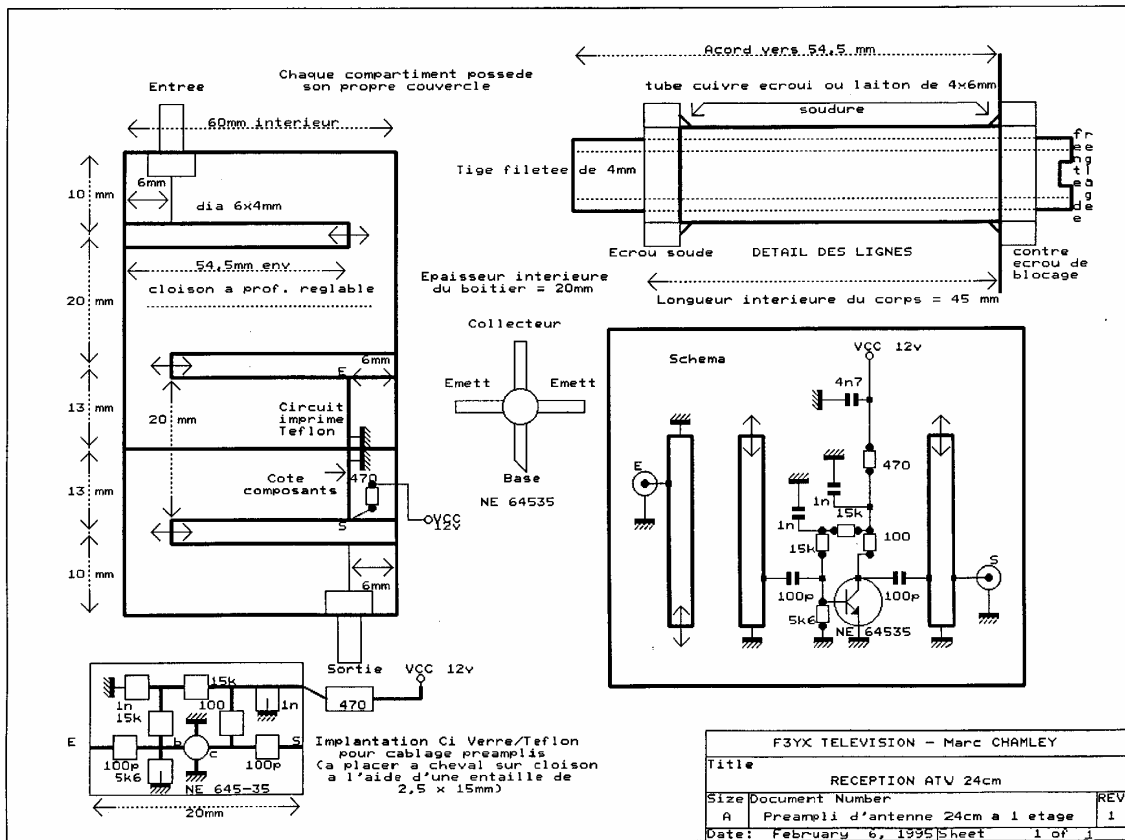 Entree
Chaque compartiment possede
son propre couvercle
60mm interieur
6mm
10 mm
dia 6x4mm
54,5mm env
cloison a prof. reglable
20 mm
6mm
E
13 mm
20 mm
Circuit
imprime
Teflon
Cote
composants
470
13 mm
S
VCC
12v
10 mm
6mm
Sortie
Epaisseur interieure
du boitier = 20mm
Collecteur
Emett
Emett
Base
NE 64535
Acord vers 54,5 mm
tube cuivre ecroui ou laiton de 4x6mm
soudure
Tige filetee de 4mm
Ecrou soude
DETAIL DES LIGNES
contre
ecrou de
blocage
Longueur interieure du corps = 45 mm
Schema
VCC 12v
4n7
470
E
1n
1n
15k
15k
100
100p
100p
5k6
NE 64535
S
VCC 12v
15k
1n
15k
100
1n
470
E
b
c
S
100p
5k6
100p
NE 645-35
20mm
Implantation Ci Verre/Teflon
pour cablage preamplis
(a placer a cheval sur cloison
a l'aide d'une entaille de
2,5 x 15mm)
F3YX TELEVISION - Marc CHAMLEY
Title
RECEPTION ATV 24cm
Size Document Number REV
A Preampli d'antenne 24cm a 1 etage 1
Date: February 6, 1995 Sheet 1 of 1